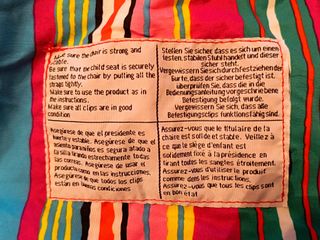 Make sure the chair is strong and
stable.
Be sure the child seat is securely
fastened to the chair by putting all the
straps tightly.
Make sure to use the product as in
the instructions.
Make sure all clips are in good
condition
Stellen Sie sicher, dass es sich um einen
festen, stabilen Stuhl handelt und dieser
sicher steht.
Vergewissern Sie sich durch festziehen der
Gurte, dass der sicher befestigt ist,
überprüfen Sie, dass die in die
Bedienungsanleitung vorgeschriebene
Befestigung befolgt wurde.
Vergewissern Sie sich, dass alle
Befestigungsclips funktionsfähig sind.
Asegúrese de que el presidente es
fuerte y estable. Asegúrese de que el
asiento para niños es segura atado a
la silla tirando estrechamente todas
las correas. Asegúrese de usar el
producto como en las instrucciones.
Asegúrese de que todos los clips
están en buenas condiciones
Assurez-vous que le titulaire de la
chaire est solide et stable. Veillez à
ce que le siège d'enfant est
solidement fixé à la présidence en
tirant toutes les sangles étroitement.
Assurez-vous d'utiliser le produit
comme dans les instructions.
Assurez-vous que tous les clips sont
en bon état